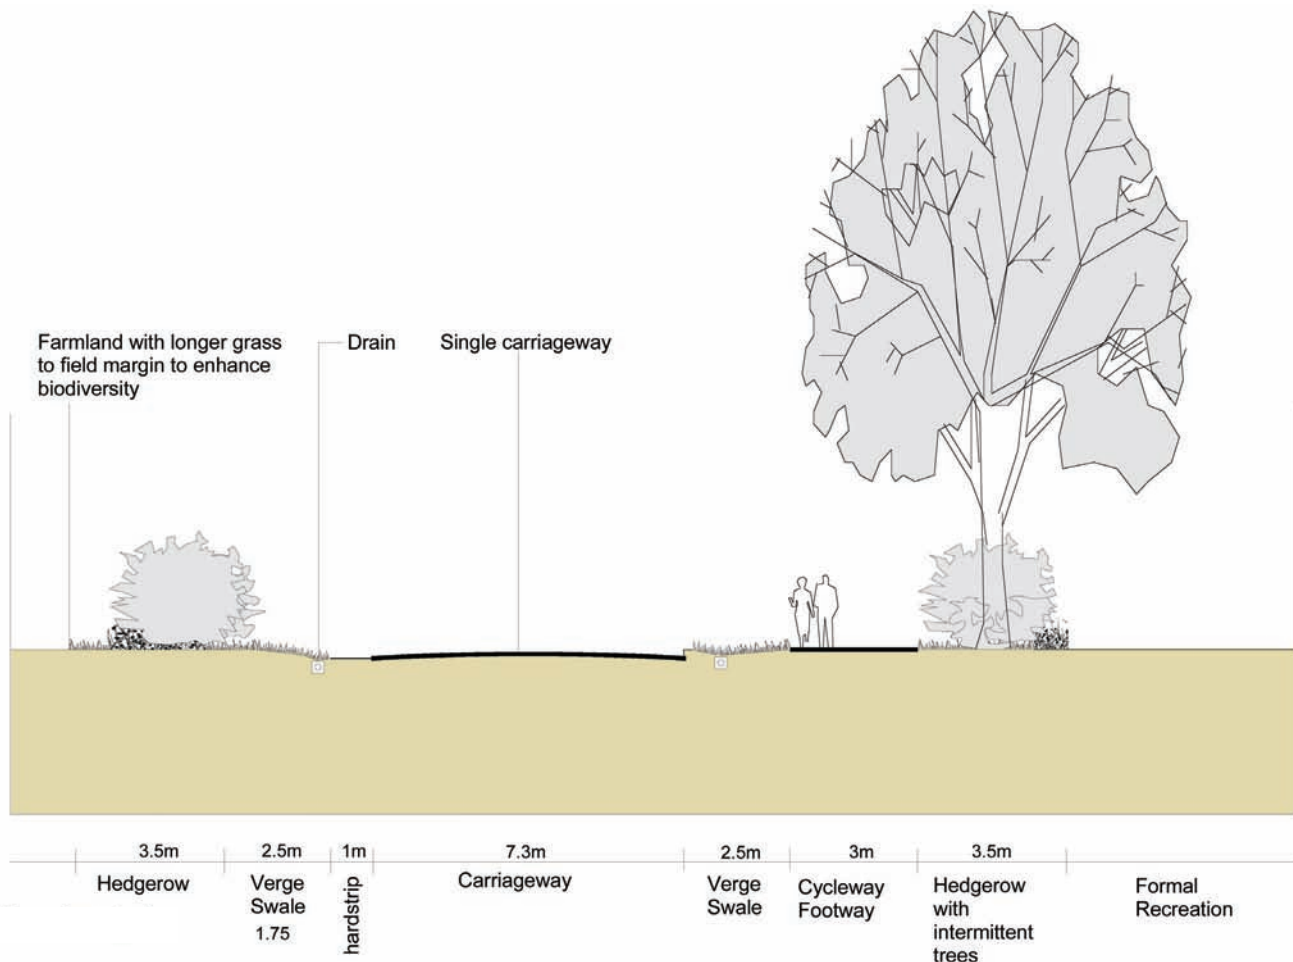 Farmland with longer grass
to field margin to enhance
biodiversity
Drain
Single carriageway
3.5m
2.5m
1m
7.3m
2.5m
3m
3.5m
Hedgerow
Verge
Swale
1.75
hardstrip
Carriageway
Verge
Swale
Cycleway
Footway
Hedgerow
with
intermittent
trees
Formal
Recreation